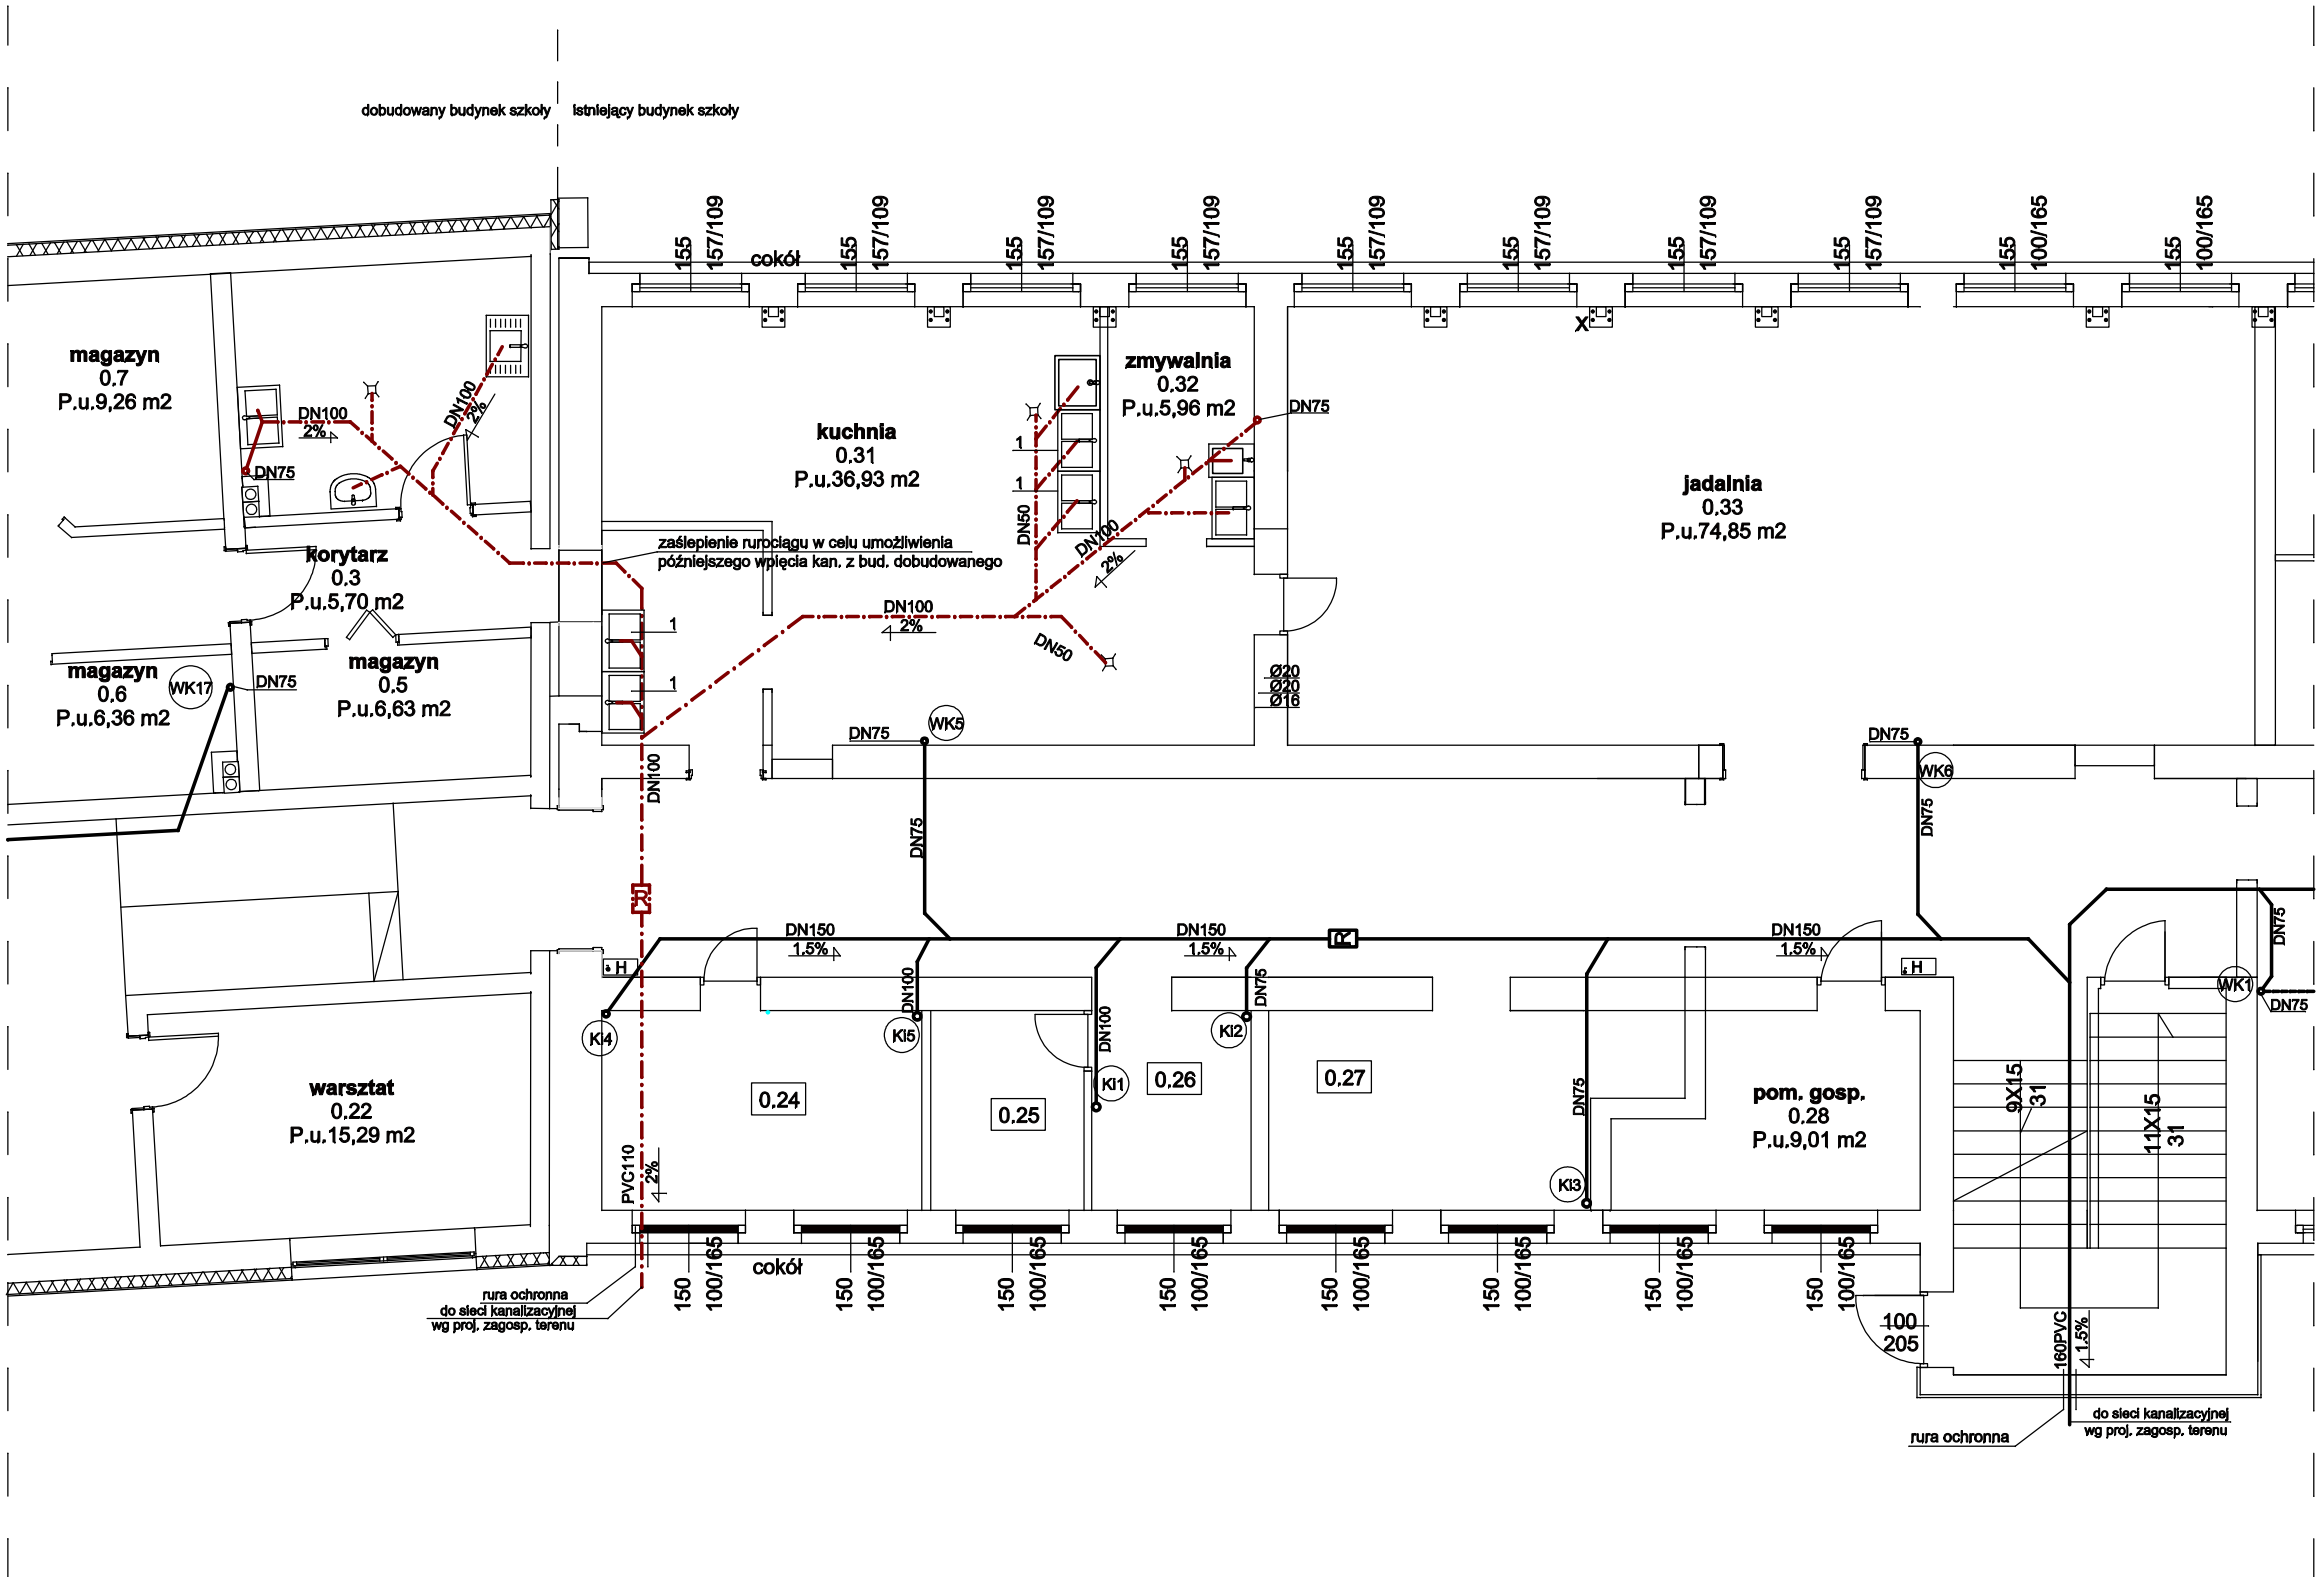 dobudowany budynek szkoły
istniejący budynek szkoły
155
157/109
155
157/109
155
157/109
155
157/109
155
157/109
155
157/109
155
157/109
155
157/109
155
100/165
155
100/165
cokół
X
magazyn
0.7
P.u.9,26 m2
DN100
2%
DN100
2%
DN75
kuchnia
0.31
P.u.36,93 m2
1
1
DN50
zmywalnia
0.32
P.u.5,96 m2
DN75
DN100
2%
jadalnia
0.33
P.u.74,85 m2
zaślepienie rurociągu w celu umożliwienia
późniejszego wpięcia kan. z bud. dobudowanego
korytarz
0.3
P.u.5,70 m2
DN100
2%
DN50
1
1
magazyn
0.6
P.u.6,36 m2
WK17
DN75
magazyn
0.5
P.u.6,63 m2
Ø20
Ø20
Ø16
DN75
WK5
DN75
WK6
DN100
DN75
DN75
R
DN150
1.5%
DN150
1.5%
R
DN150
1.5%
DN75
H
H
DN100
DN75
WK1
DN75
Ki4
Ki5
DN100
Ki2
Ki1
0.24
0.25
0.26
0.27
DN75
warsztat
0.22
P.u.15,29 m2
pom. gosp.
0.28
P.u.9,01 m2
9X15
31
11X15
31
Ki3
PVC110
2%
cokół
150
100/165
150
100/165
150
100/165
150
100/165
150
100/165
150
100/165
150
100/165
150
100/165
rura ochronna
do sieci kanalizacyjnej
wg proj. zagosp. terenu
100
205
160PVC
1.5%
do sieci kanalizacyjnej
wg proj. zagosp. terenu
rura ochronna